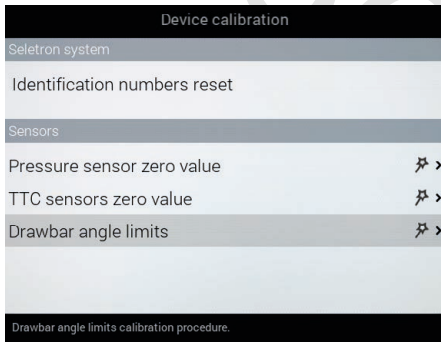 Device calibration
Seletron system
Identification numbers reset
Sensors
Pressure sensor zero value
TTC sensors zero value
Drawbar angle limits
Drawbar angle limits calibration procedure.